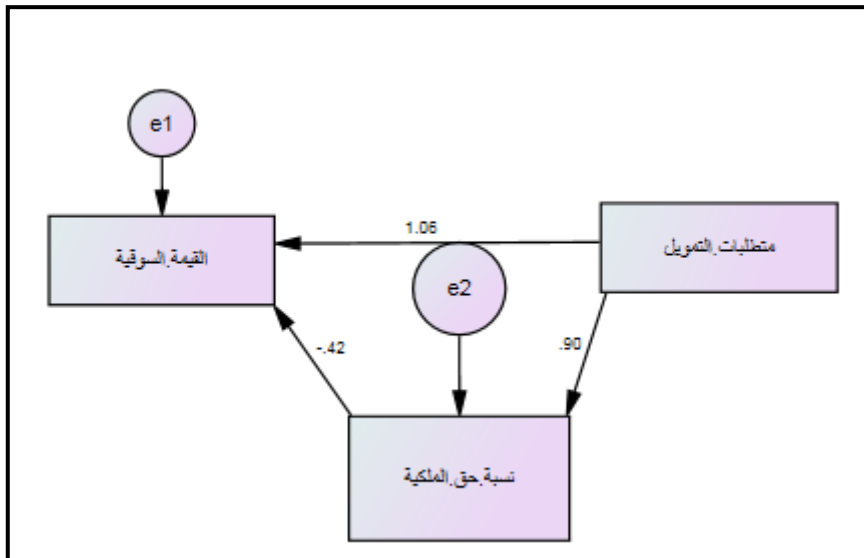 e1
القيمة.السوقية
1.06
متطلبات.التمويل
e2
-.42
.90
نسبة.حق.الملكية